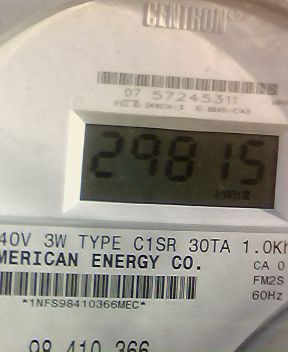 CENTRON®
07 57245311
29815
kWh
40V 3W TYPE C1SR 30TA 1.0Kh
MERICAN ENERGY CO.
CA 0
FM2S
60Hz
*1NFS98410366MEC*
98 410 366